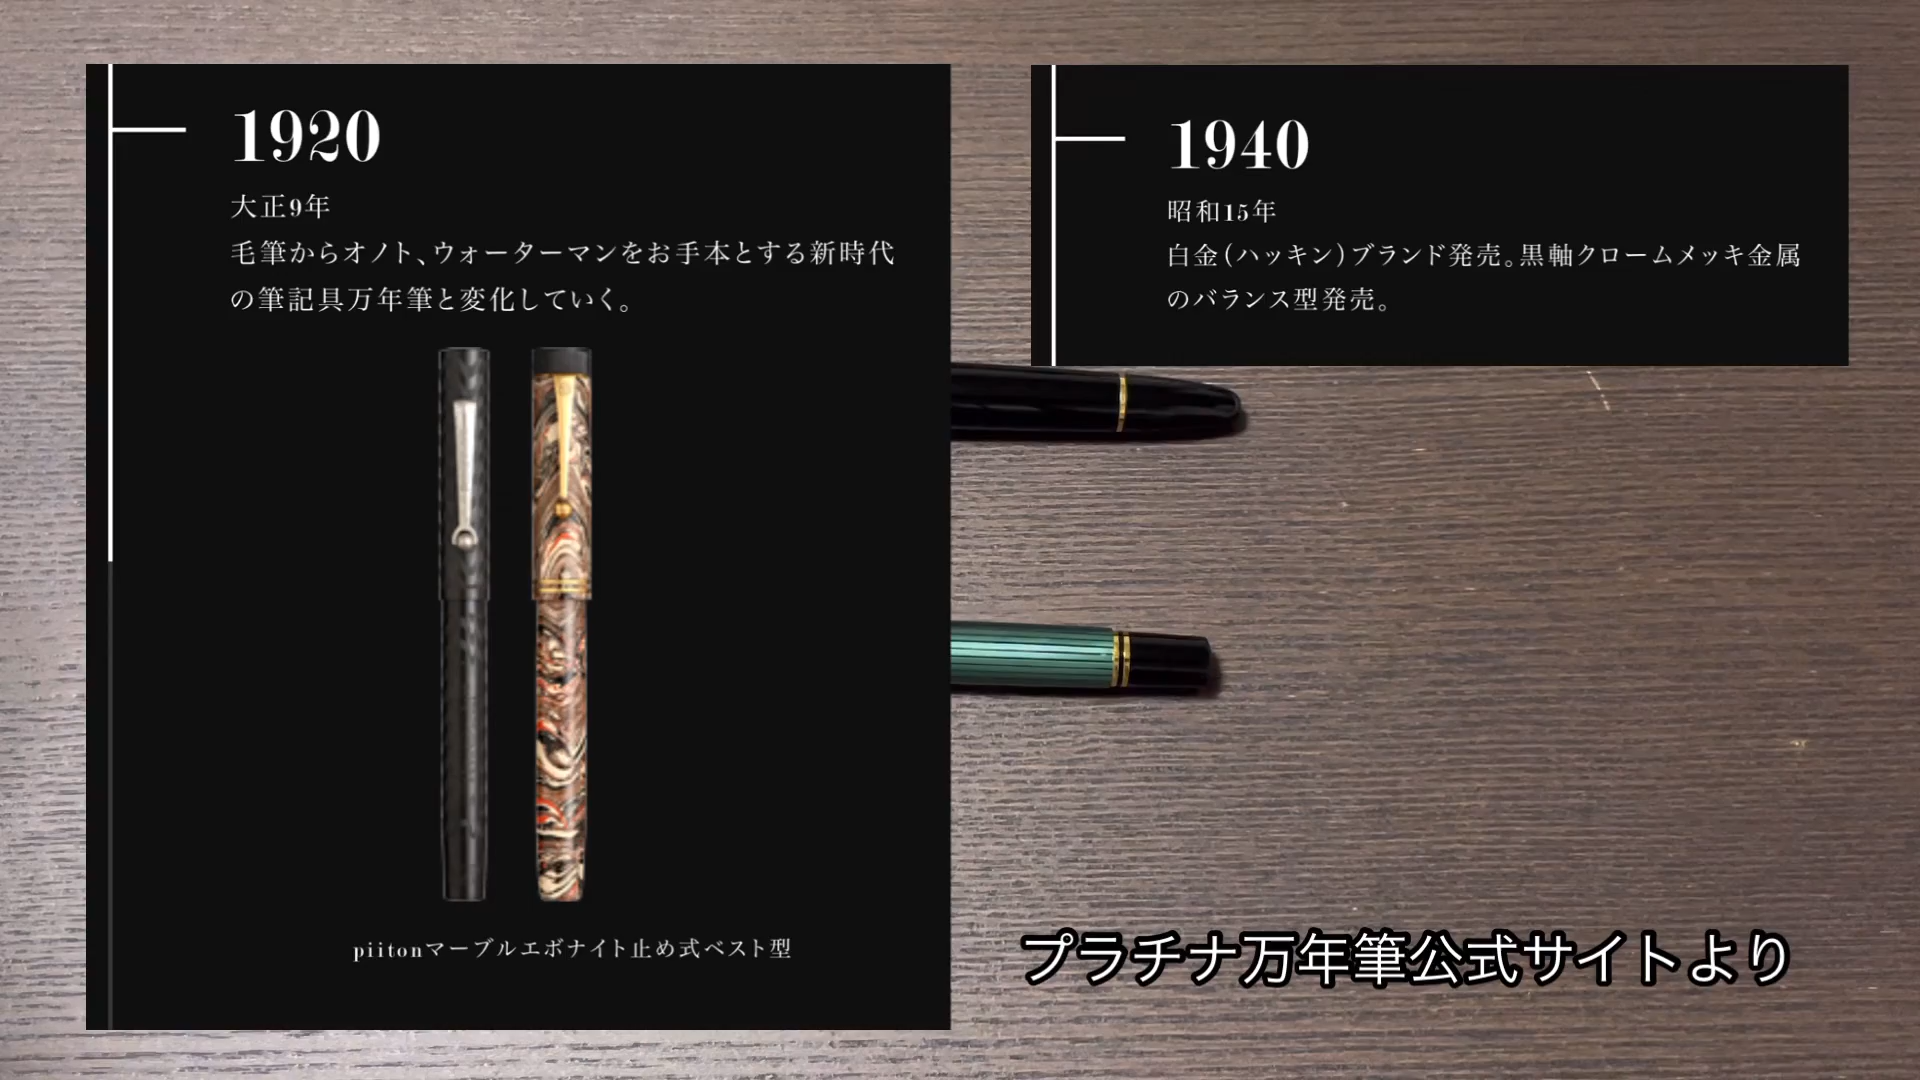 1920
大正9年
毛筆からオノト、ウォーターマンをお手本とする新時代
の筆記具万年筆と変化していく。
piitonマーブルエボナイト止め式ベスト型
1940
昭和15年
白金(ハッキン)ブランド発売。黒軸クロームメッキ金属
のバランス型発売。
プラチナ万年筆公式サイトより